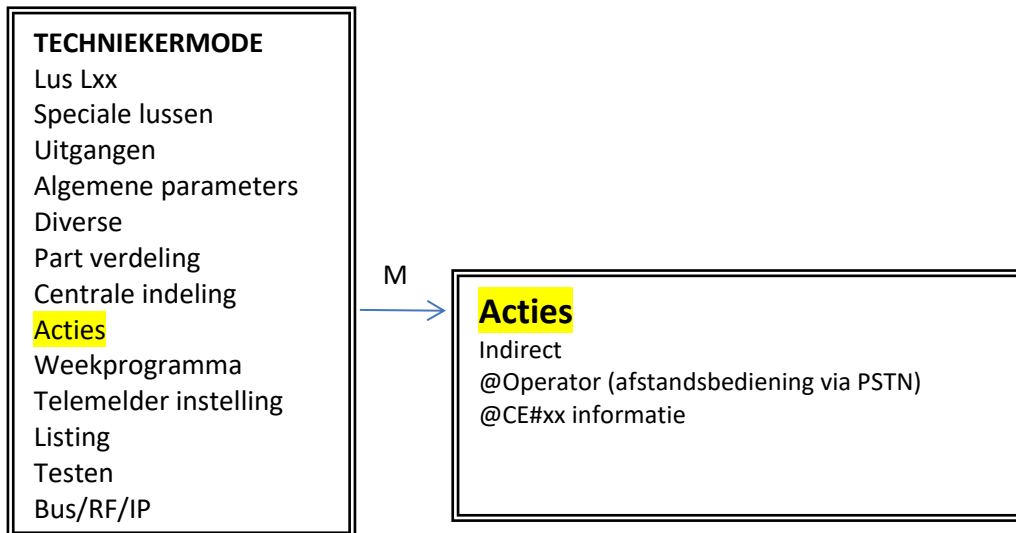 TECHNIEKERMODE
Lus Lxx
Speciale lussen
Uitgangen
Algemene parameters
Diverse
Part verdeling
Centrale indeling
Acties
Weekprogramma
Telemelder instelling
Listing
Testen
Bus/RF/IP
M
Acties
Indirect
@Operator (afstandsbediening via PSTN)
@CE#xx informatie